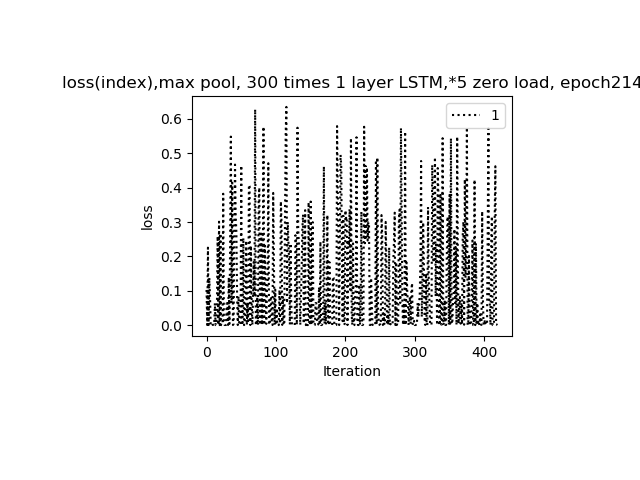 loss(index),max pool, 300 times 1 layer LSTM,*5 zero load, epoch214
1
0.6
0.5
0.4
0.3
0.2
0.1
0.0
loss
0 100 200 300 400
Iteration